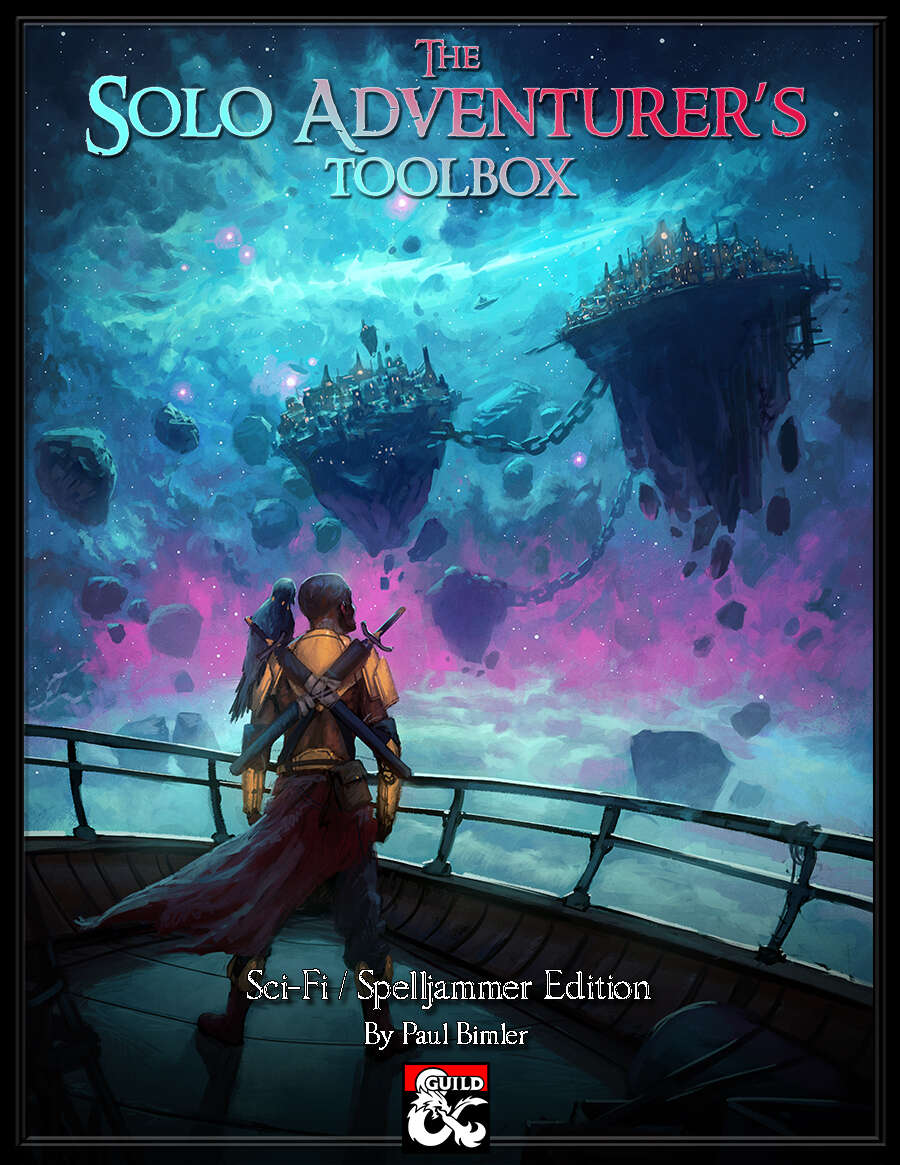 The
Solo Adventurer's
Toolbox
Sci-Fi / Spelljammer Edition
By Paul Bimler
GUILD